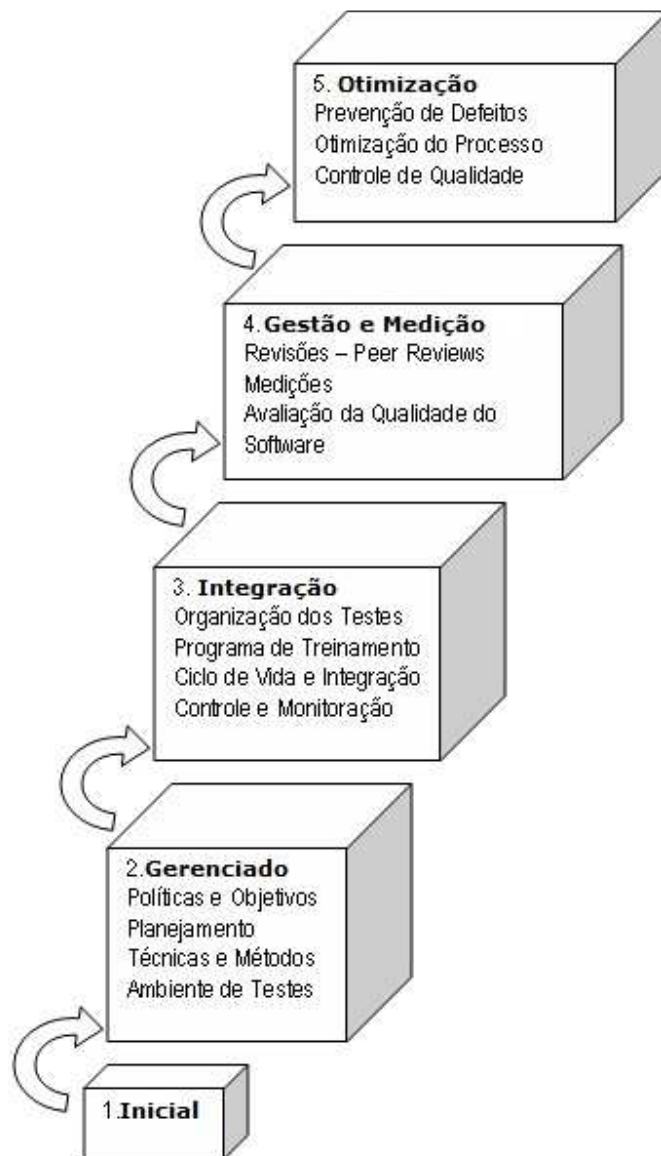 5. Otimização
Prevenção de Defeitos
Otimização do Processo
Controle de Qualidade
4.Gestão e Medição
Revisões – Peer Reviews
Medições
Avaliação da Qualidade do
Software
3. Integração
Organização dos Testes
Programa de Treinamento
Ciclo de Vida e Integração
Controle e Monitoração
2.Gerenciado
Políticas e Objetivos
Planejamento
Técnicas e Métodos
Ambiente de Testes
1.Inicial